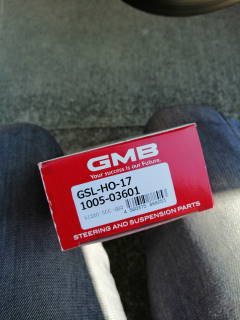 GMB
Your success is our Future.
GSL-HO-17
1005-03601
STEERING AND SUSPENSION PARTS